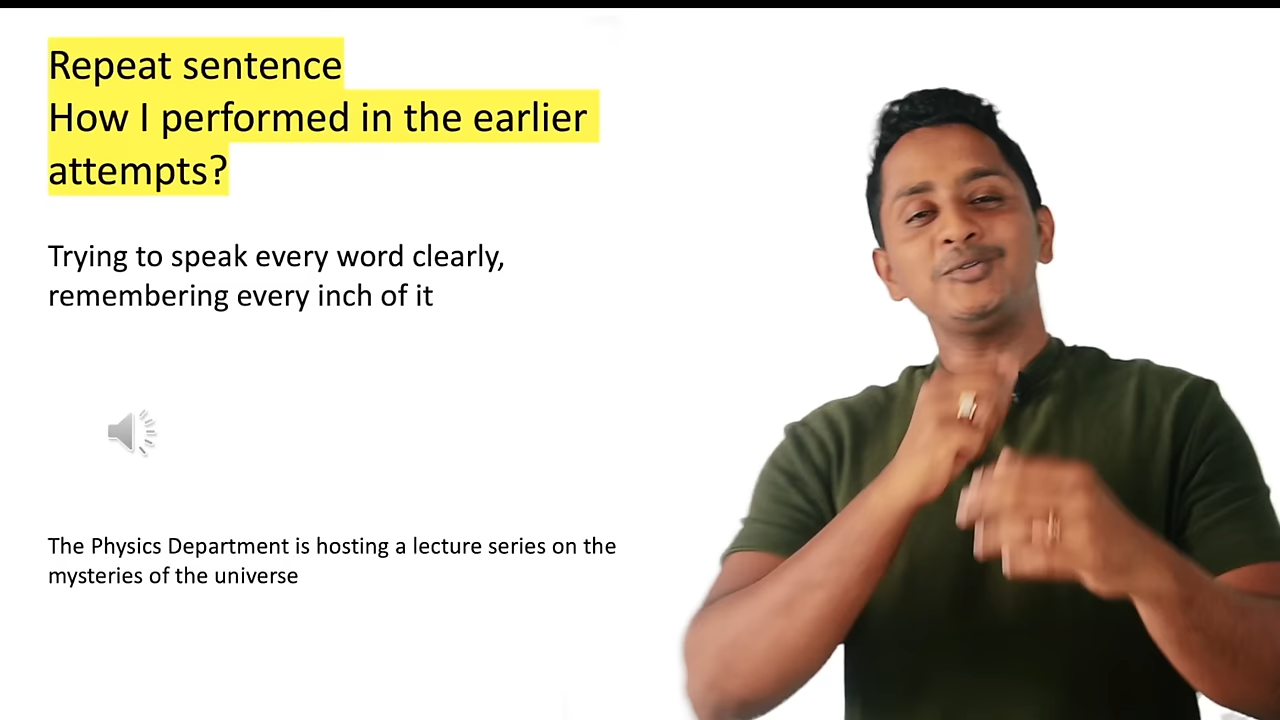 Repeat sentence
How I performed in the earlier
attempts?
Trying to speak every word clearly,
remembering every inch of it
The Physics Department is hosting a lecture series on the
mysteries of the universe